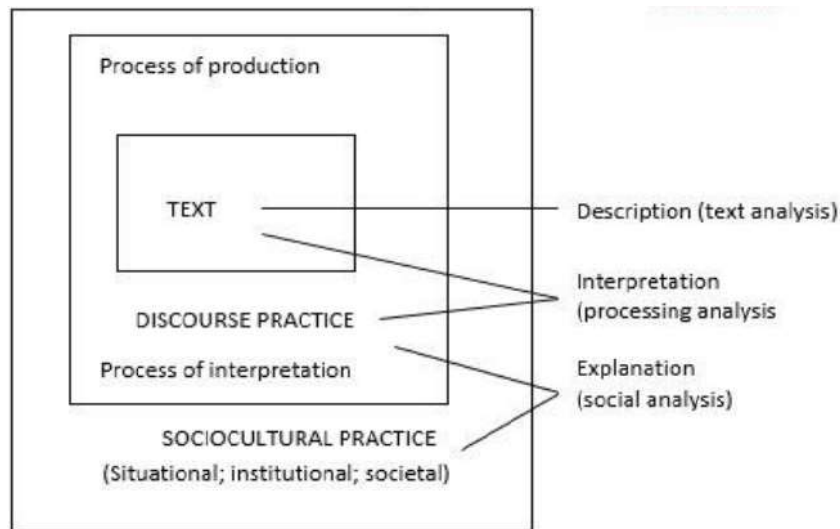 Process of production
TEXT
Description (text analysis)
Interpretation
(processing analysis
DISCOURSE PRACTICE
Process of interpretation
Explanation
(social analysis)
SOCIOCULTURAL PRACTICE
(Situational; institutional; societal)